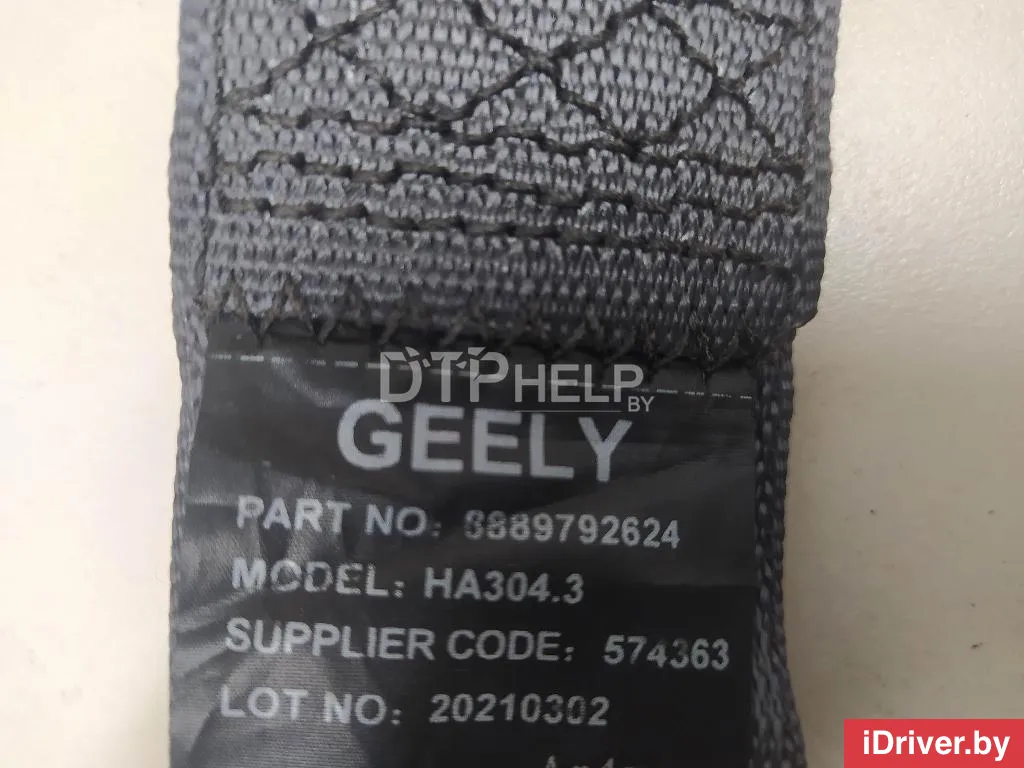 DTPHELP
BY
GEELY
PART NO: 8889792624
MODEL: HA304.3
SUPPLIER CODE: 574363
LOT NO: 20210302
iDriver.by